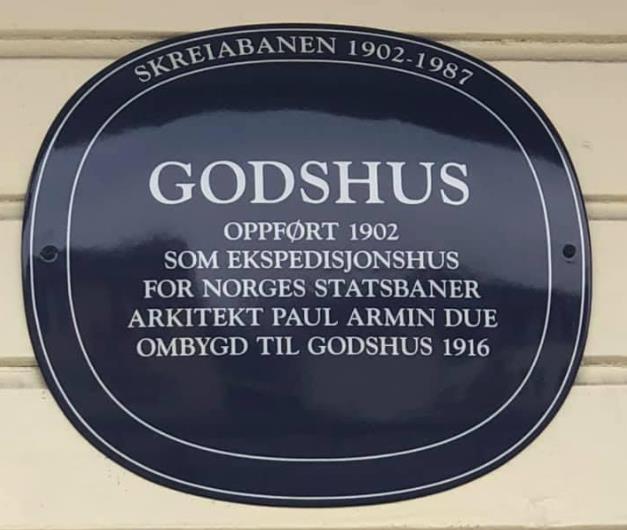 SKREIABANEN 1902-1987
GODSHUS
OPPFØRT 1902
SOM EKSPEDISJONSHUS
FOR NORGES STATSBANER
ARKITEKT PAUL ARMIN DUE
OMBYGD TIL GODSHUS 1916